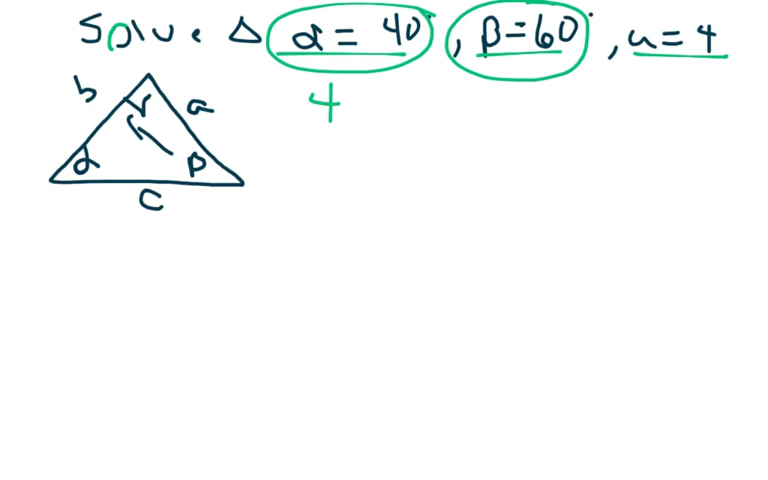 Solve Δ α = 40°, β = 60°, a = 4
4
b
γ
a
α
β
c